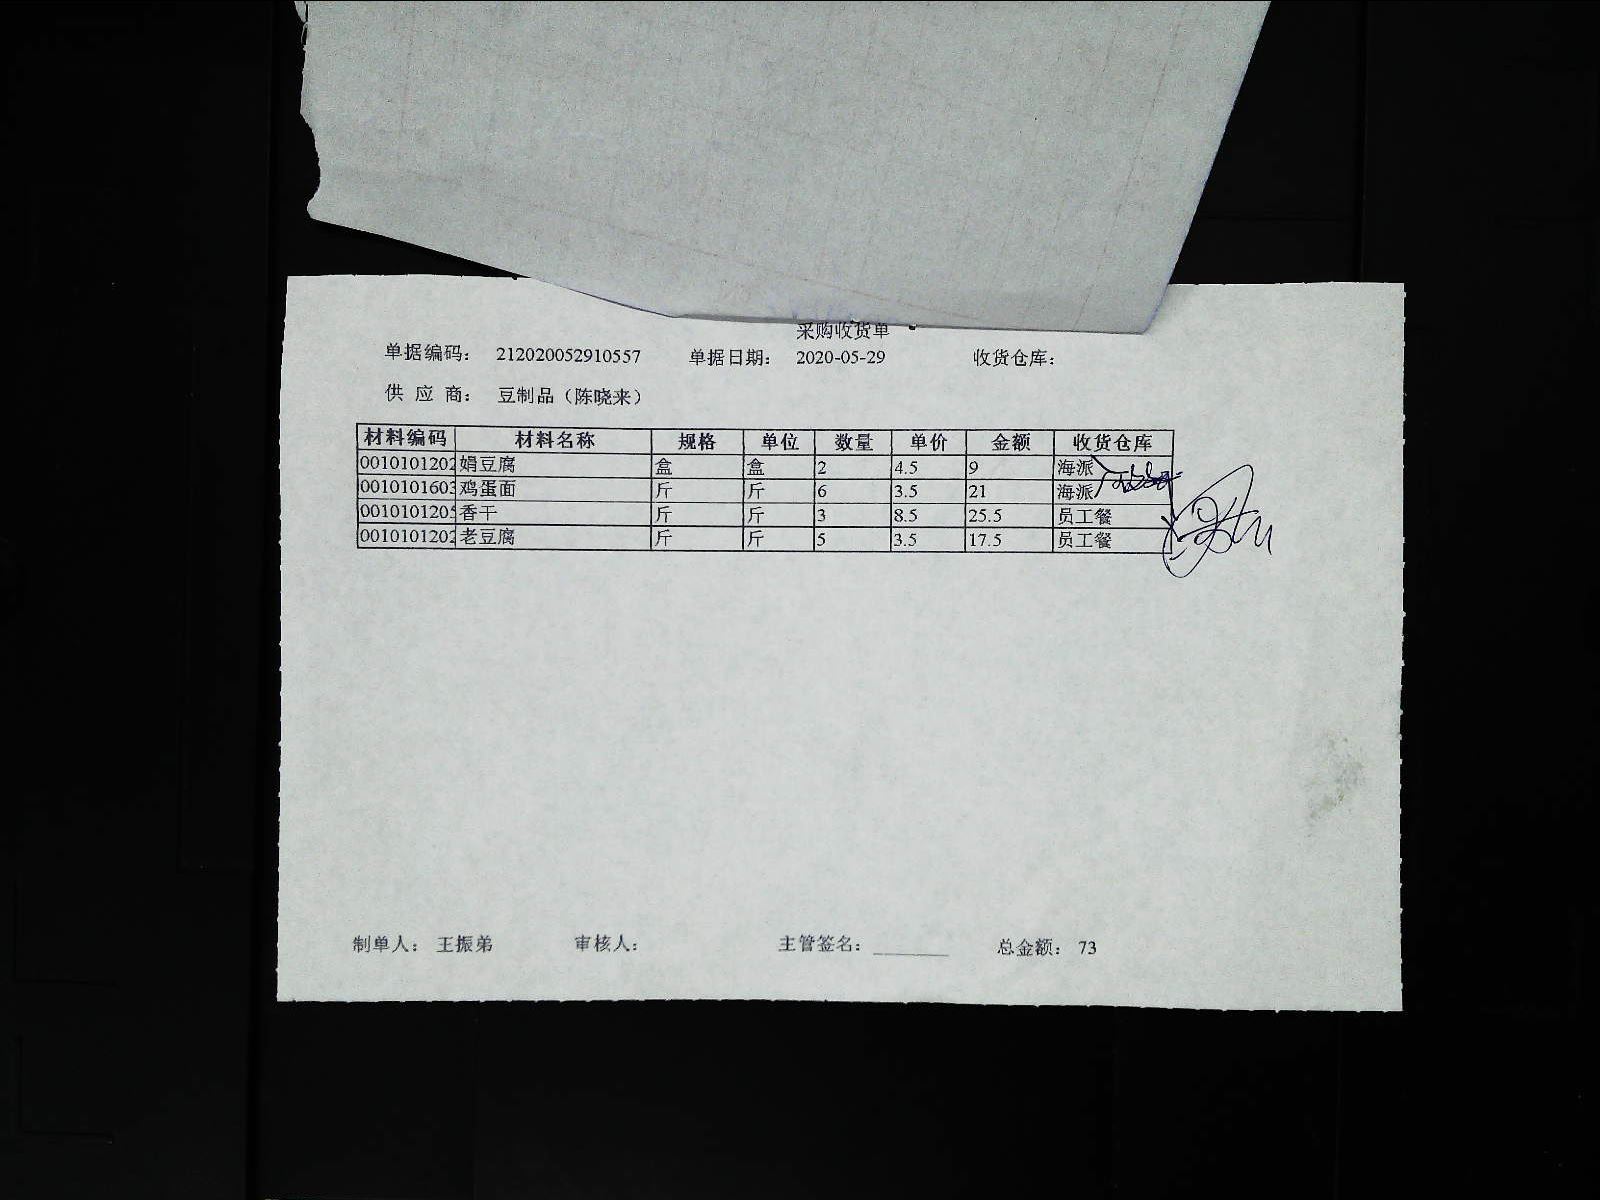 采购收货单
单据编码： 212020052910557 单据日期： 2020-05-29 收货仓库：
供 应 商： 豆制品（陈晓来）
材料编码 材料名称 规格 单位 数量 单价 金额 收货仓库
0010101202 娟豆腐 盒 盒 2 4.5 9 海派
0010101603 鸡蛋面 斤 斤 6 3.5 21 海派
0010101205 香干 斤 斤 3 8.5 25.5 员工餐
0010101202 老豆腐 斤 斤 5 3.5 17.5 员工餐
制单人： 王振弟 审核人： 主管签名： 总金额： 73